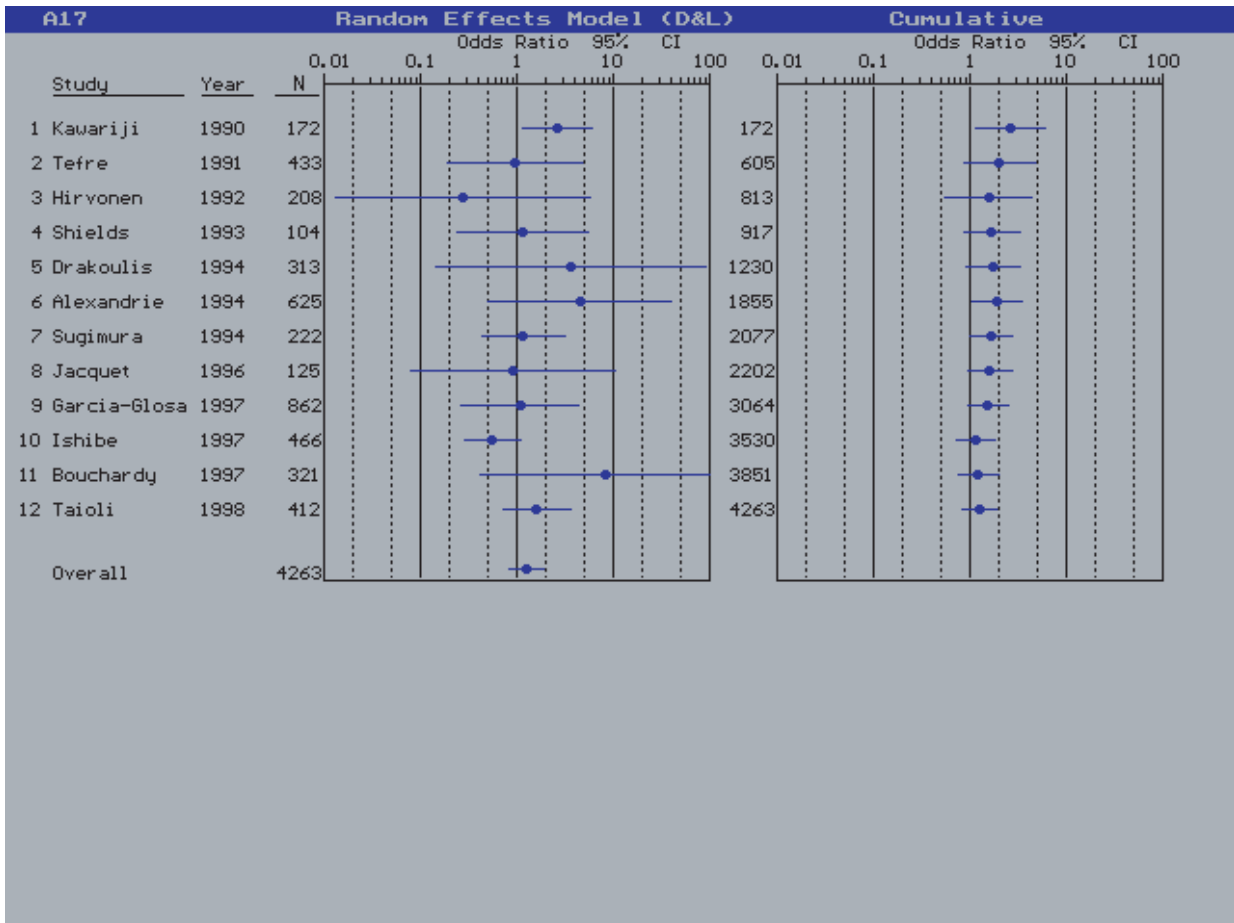 A17 Random Effects Model (D&L) Cumulative
Odds Ratio 95% CI Odds Ratio 95% CI
0.01 0.1 1 10 100 0.01 0.1 1 10 100
Study Year N
1 Kawariji 1990 172 172
2 Tefre 1991 433 605
3 Hirvonen 1992 208 813
4 Shields 1993 104 917
5 Drakoulis 1994 313 1230
6 Alexandrie 1994 625 1855
7 Sugimura 1994 222 2077
8 Jacquet 1996 125 2202
9 Garcia-Glosa 1997 862 3064
10 Ishibe 1997 466 3530
11 Bouchardy 1997 321 3851
12 Taioli 1998 412 4263
Overall 4263